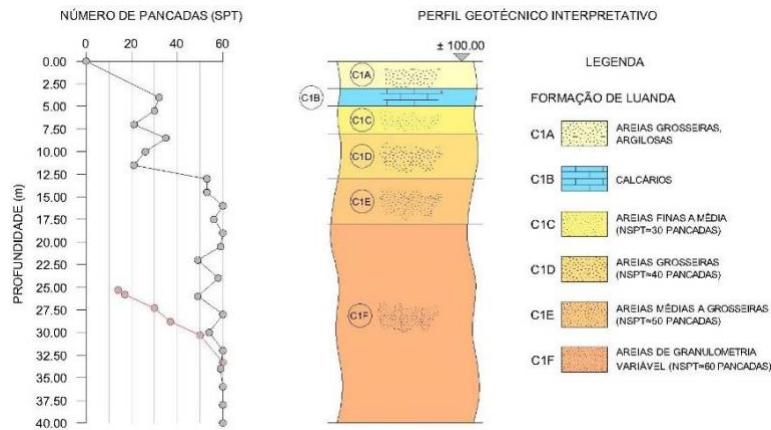 NÚMERO DE PANCADAS (SPT)
0 20 40 60
PROFUNDIDADE (m)
0.00
2.50
5.00
7.50
10.00
12.50
15.00
17.50
20.00
22.50
25.00
27.50
30.00
32.50
35.00
37.50
40.00
PERFIL GEOTÉCNICO INTERPRETATIVO
± 100.00
C1A
C1B
C1C
C1D
C1E
C1F
LEGENDA
FORMAÇÃO DE LUANDA
C1A AREIAS GROSSEIRAS,
ARGILOSAS
C1B CALCÁRIOS
C1C AREIAS FINAS A MÉDIA
(NSPT=30 PANCADAS)
C1D AREIAS GROSSEIRAS
(NSPT≈40 PANCADAS)
C1E AREIAS MÉDIAS A GROSSEIRAS
(NSPT≈50 PANCADAS)
C1F AREIAS DE GRANULOMETRIA
VARIÁVEL (NSPT=60 PANCADAS)